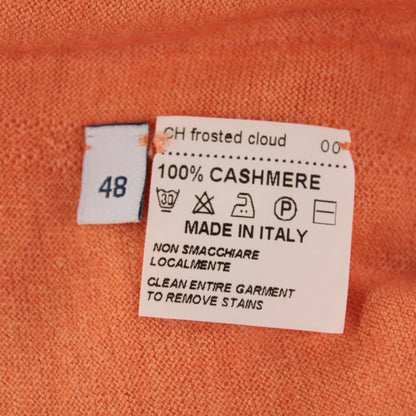 CH frosted cloud 00
48
100% CASHMERE
30 P
MADE IN ITALY
NON SMACCHIARE
LOCALMENTE
CLEAN ENTIRE GARMENT
TO REMOVE STAINS